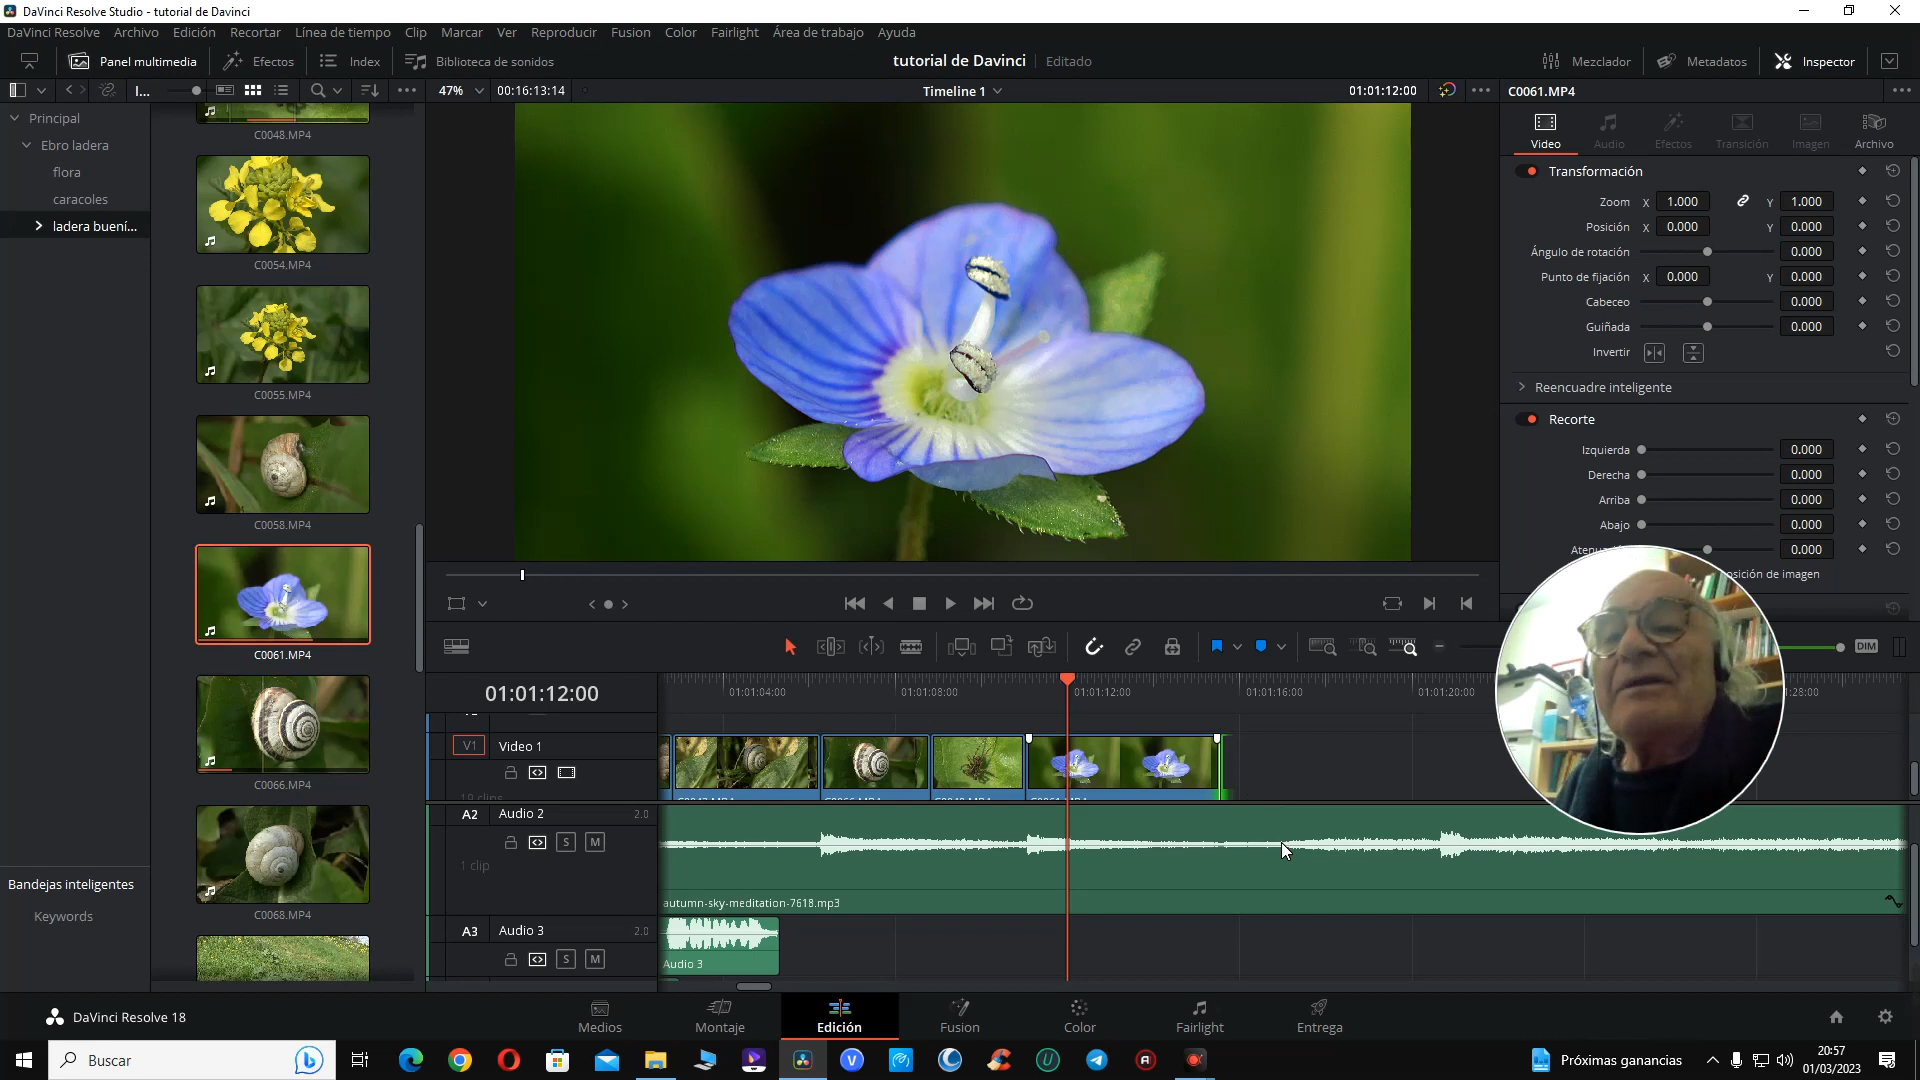 DaVinci Resolve Studio - tutorial de Davinci
DaVinci Resolve Archivo Edición Recortar Línea de tiempo Clip Marcar Ver Reproducir Fusion Color Fairlight Área de trabajo Ayuda
Panel multimedia Efectos Index Biblioteca de sonidos tutorial de Davinci Editado Mezclador Metadatos Inspector
I... 47% 00:16:13:14 Timeline 1 01:01:12:00 C0061.MP4
Principal
Ebro ladera
flora
caracoles
ladera buení...
C0048.MP4
C0054.MP4
C0055.MP4
C0058.MP4
C0061.MP4
C0066.MP4
C0068.MP4
Bandejas inteligentes
Keywords
Video Audio Efectos Transición Imagen Archivo
Transformación
Zoom X 1.000 Y 1.000
Posición X 0.000 Y 0.000
Ángulo de rotación 0.000
Punto de fijación X 0.000 Y 0.000
Cabeceo 0.000
Guiñada 0.000
Invertir
Reencuadre inteligente
Recorte
Izquierda 0.000
Derecha 0.000
Arriba 0.000
Abajo 0.000
0.000
de imagen
DIM
01:01:12:00 01:01:04:00 01:01:08:00 01:01:12:00 01:01:16:00 01:01:20:00 :28:00
V1 Video 1
19 clips
A2 Audio 2 2.0
S M
1 clip
autumn-sky-meditation-7618.mp3
A3 Audio 3 2.0
S M
Audio 3
DaVinci Resolve 18
Medios Montaje Edición Fusion Color Fairlight Entrega
Buscar
Próximas ganancias
20:57
01/03/2023